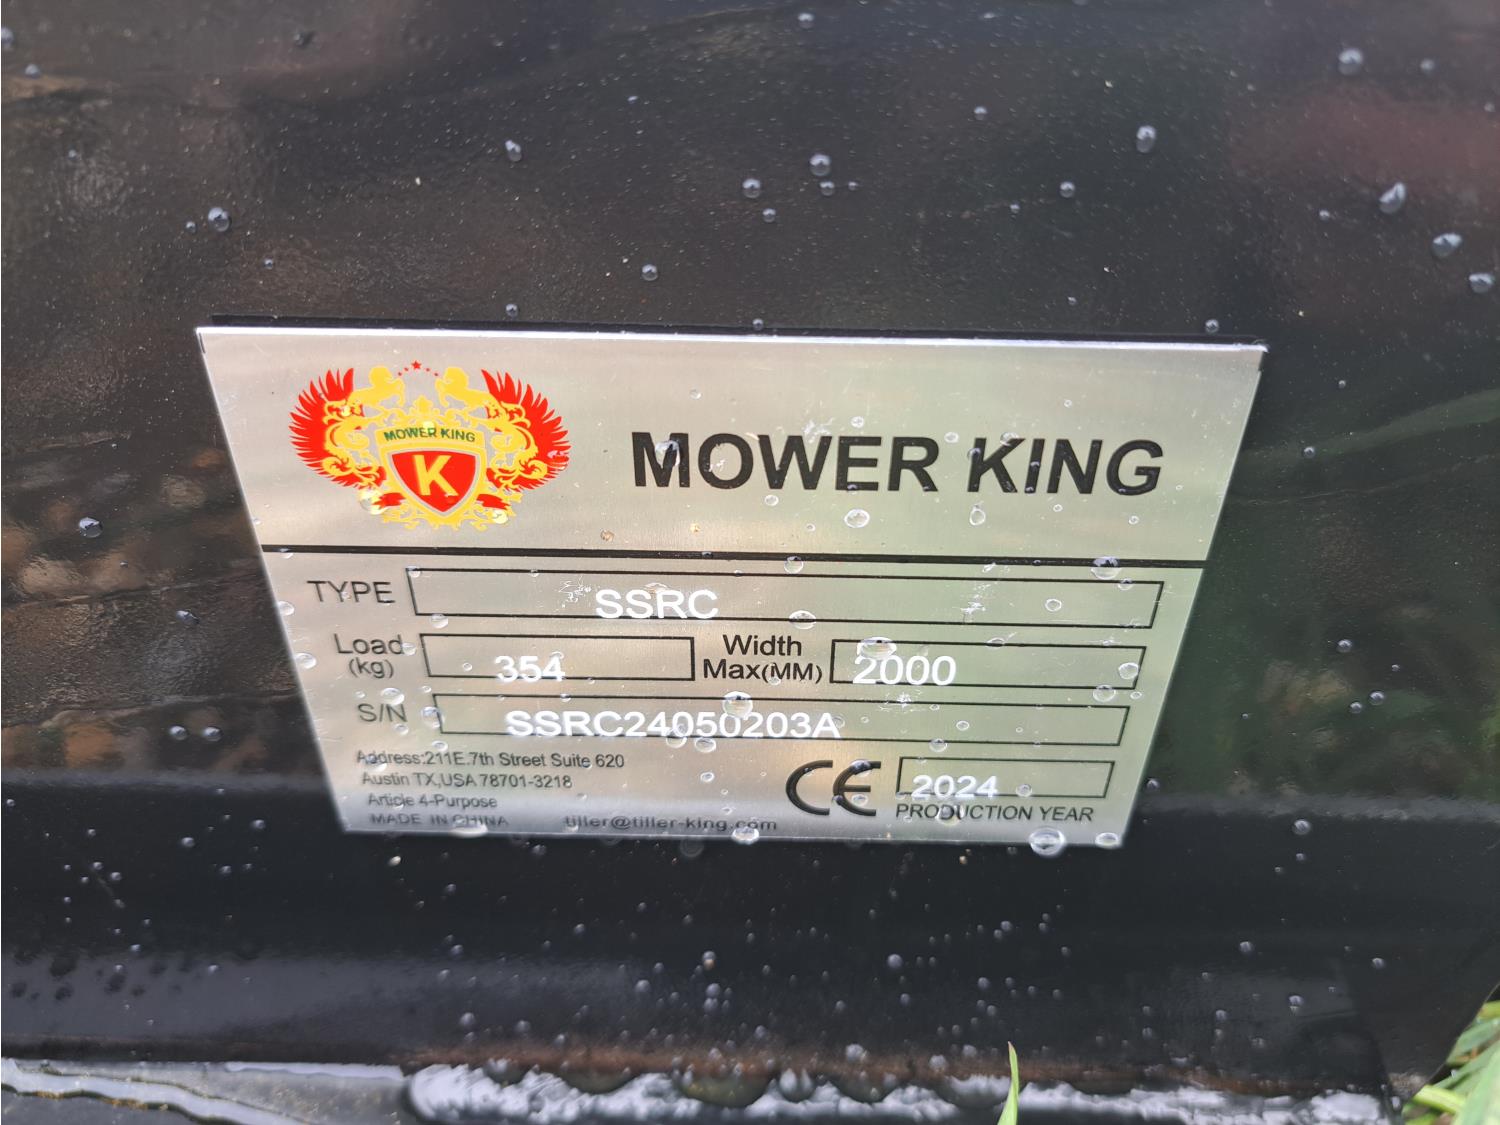 MOWER KING
K
MOWER KING
TYPE SSRC
Load (kg) 354 Width Max(MM) 2000
S/N SSRC24050203A
Address:211E.7th Street Suite 620
Austin TX,USA 78701-3218
Article 4-Purpose
MADE IN CHINA tiller@tiller-king.com
CE 2024
PRODUCTION YEAR